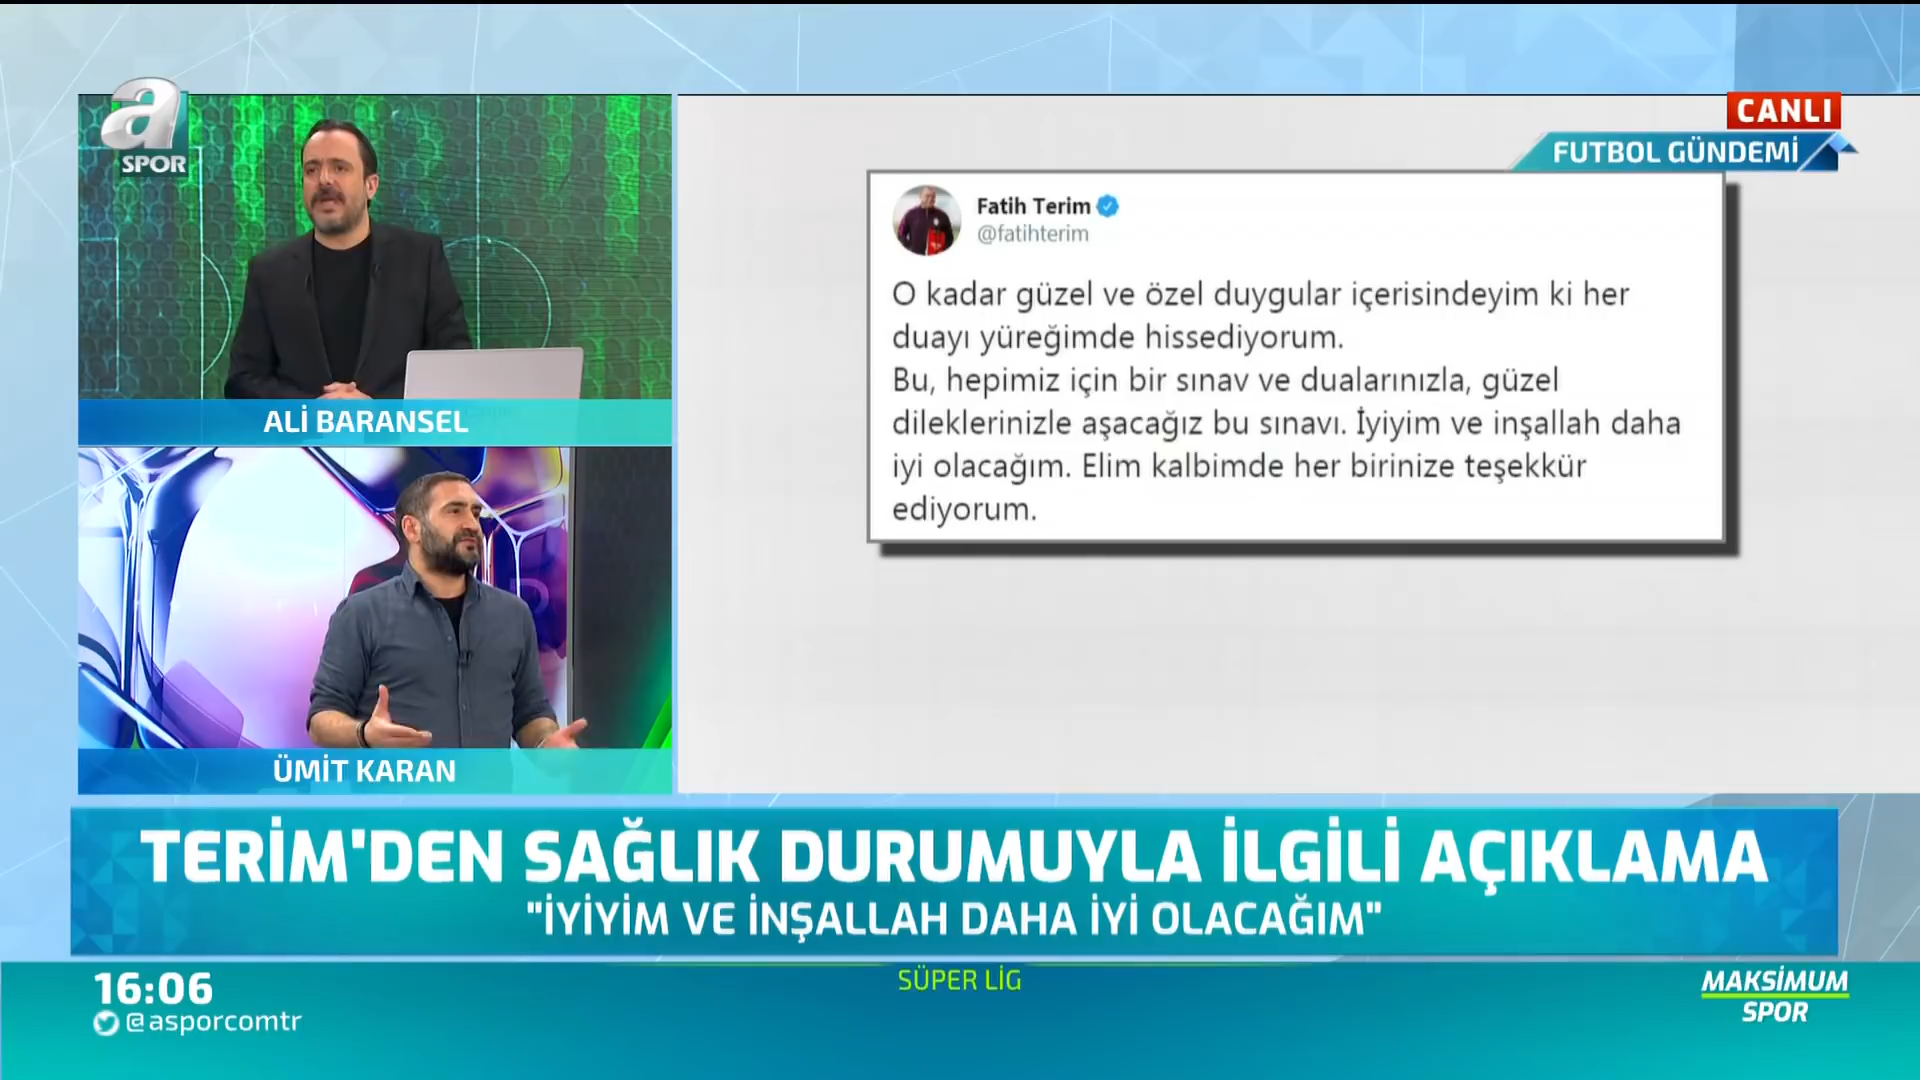 a
SPOR
CANLI
FUTBOL GÜNDEMİ
ALİ BARANSEL
ÜMİT KARAN
Fatih Terim
@fatihterim
O kadar güzel ve özel duygular içerisindeyim ki her
duayı yüreğimde hissediyorum.
Bu, hepimiz için bir sınav ve dualarınızla, güzel
dileklerinizle aşacağız bu sınavı. İyiyim ve inşallah daha
iyi olacağım. Elim kalbimde her birinize teşekkür
ediyorum.
TERİM'DEN SAĞLIK DURUMUYLA İLGİLİ AÇIKLAMA
"İYİYİM VE İNŞALLAH DAHA İYİ OLACAĞIM"
16:06
@asporcomtr
SÜPER LİG
MAKSİMUM
SPOR